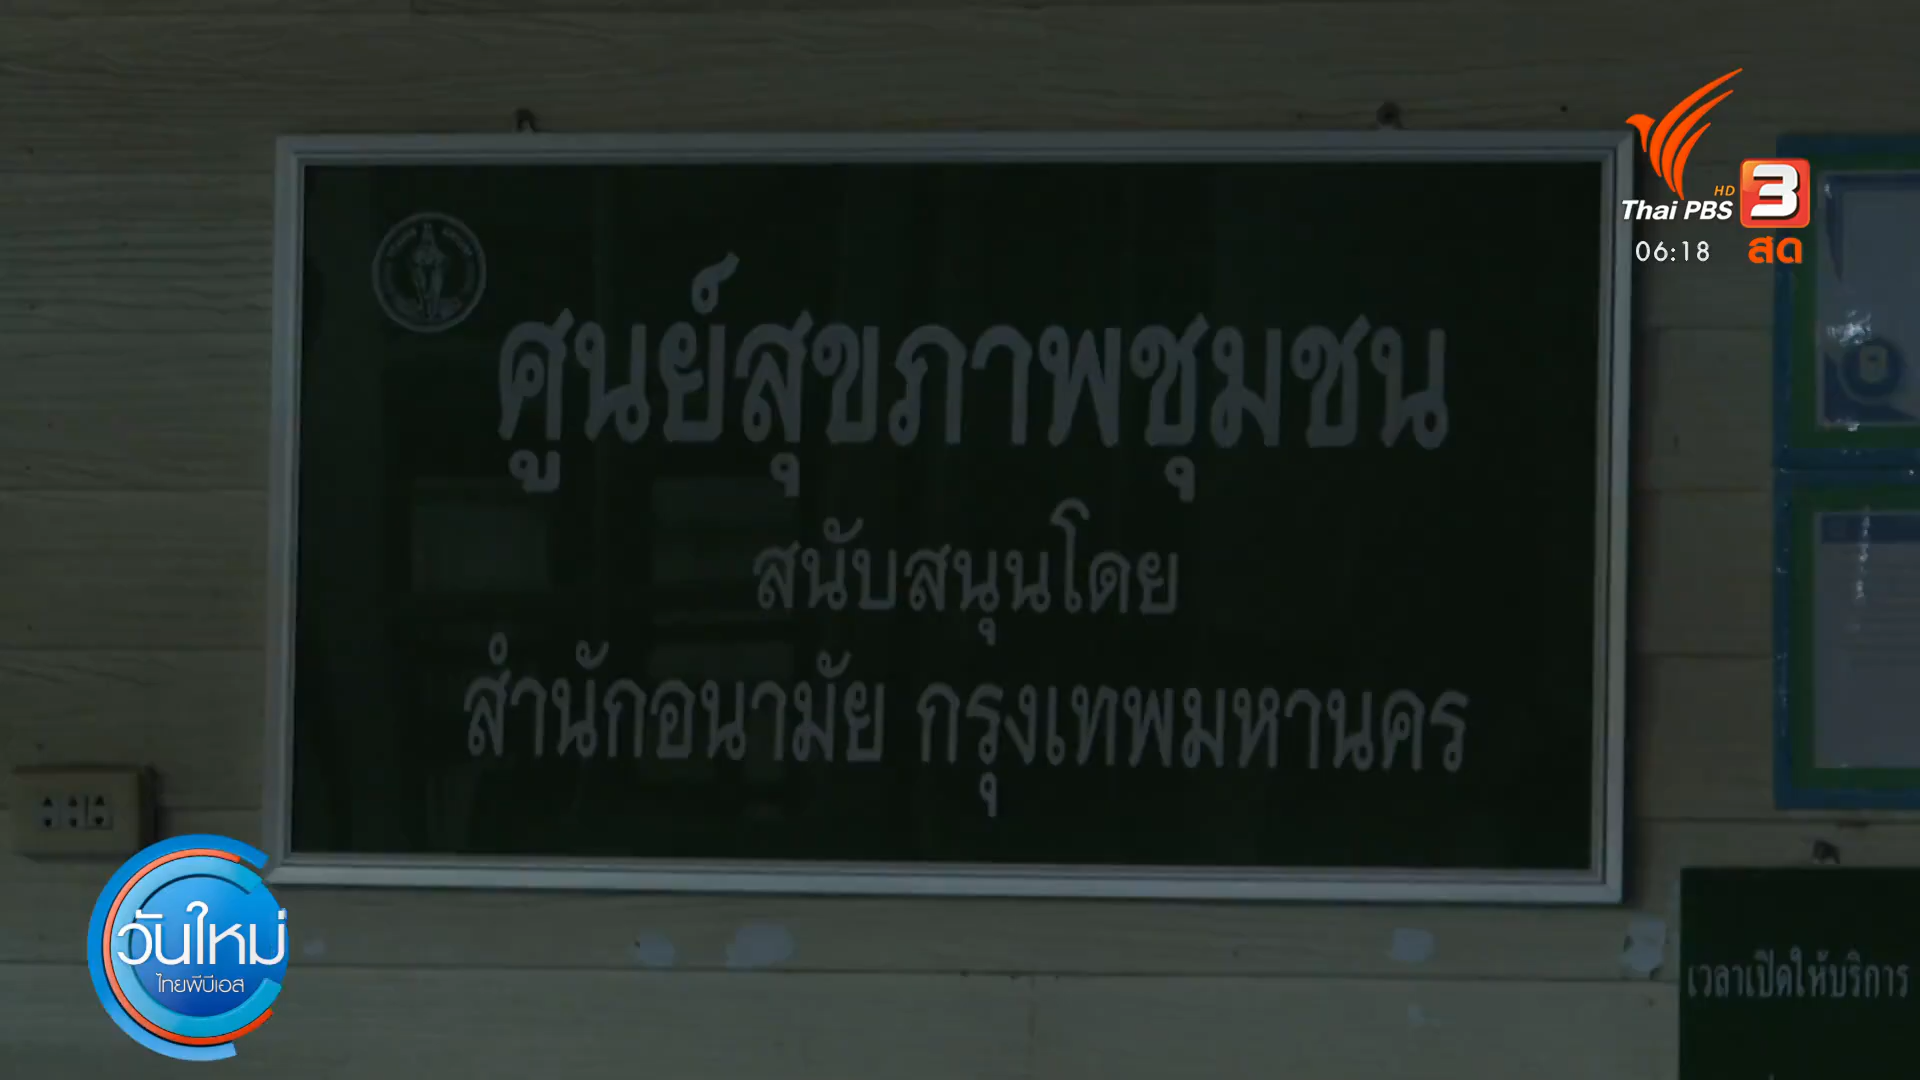 HD
Thai PBS 3
06:18 สด
ศูนย์สุขภาพชุมชน
สนับสนุนโดย
สำนักอนามัย กรุงเทพมหานคร
วันใหม่
ไทยพีบีเอส
เวลาเปิดให้บริการ